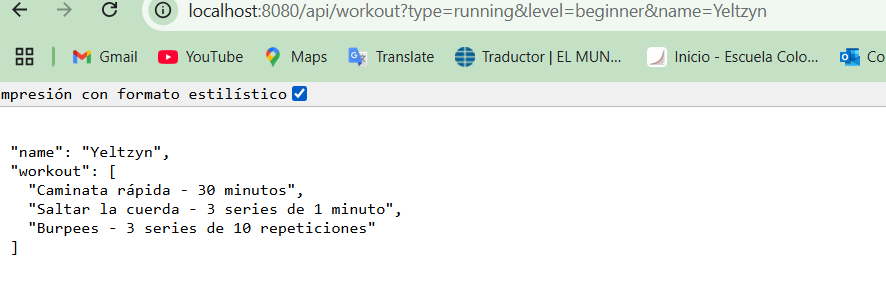 localhost:8080/api/workout?type=running&level=beginner&name=Yeltzyn
Gmail YouTube Maps Translate Traductor | EL MUN... Inicio - Escuela Colo... Co
mpresión con formato estilístico
"name": "Yeltzyn",
"workout": [
"Caminata rápida - 30 minutos",
"Saltar la cuerda - 3 series de 1 minuto",
"Burpees - 3 series de 10 repeticiones"
]